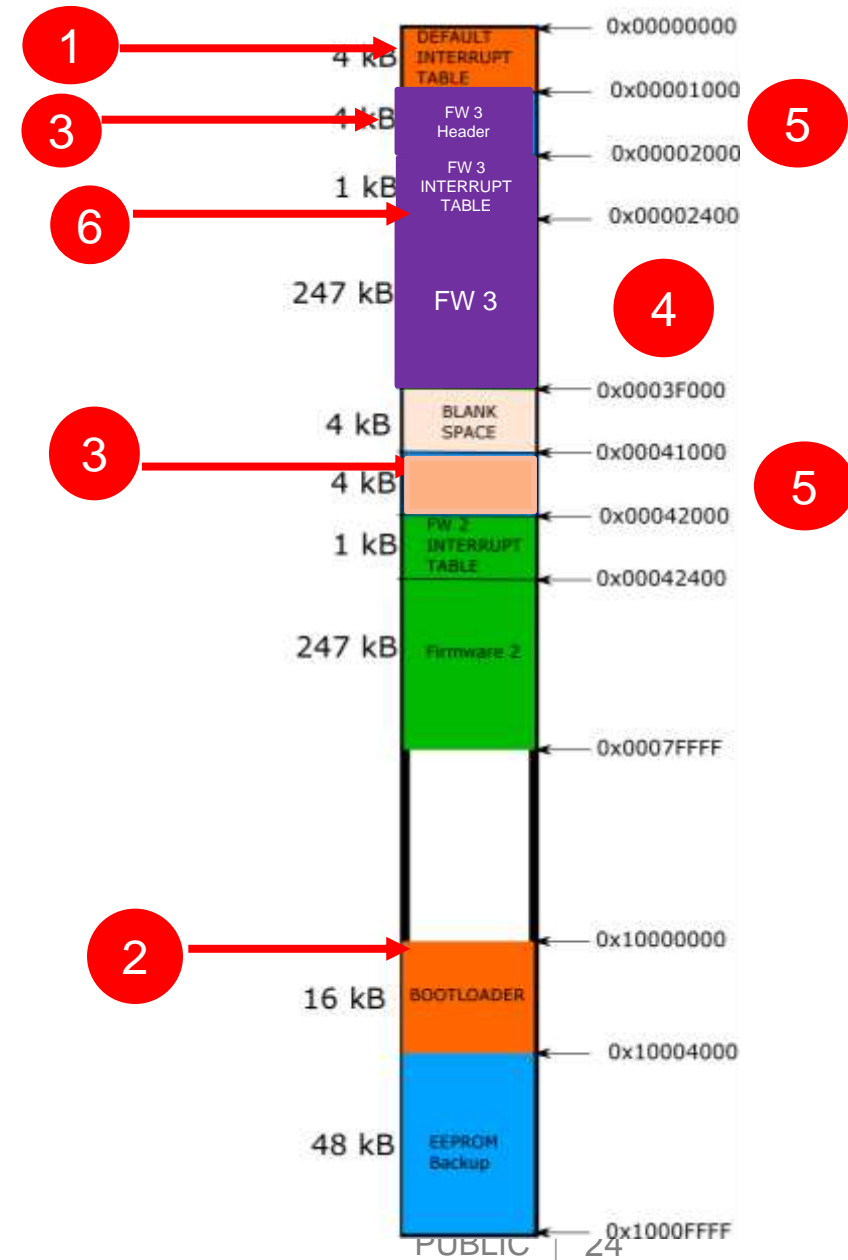 1
DEFAULT
INTERRUPT
TABLE
4 kB
0x00000000
0x00001000
3
4 kB
FW 3
Header
5
0x00002000
1 kB
FW 3
INTERRUPT
TABLE
6
0x00002400
247 kB
FW 3
4
0x0003F000
4 kB
BLANK
SPACE
3
0x00041000
4 kB
5
0x00042000
1 kB
FW 2
INTERRUPT
TABLE
0x00042400
247 kB
Firmware 2
0x0007FFFF
2
0x10000000
16 kB
BOOTLOADER
0x10004000
48 kB
EEPROM
Backup
0x1000FFFF
PUBLIC | 24